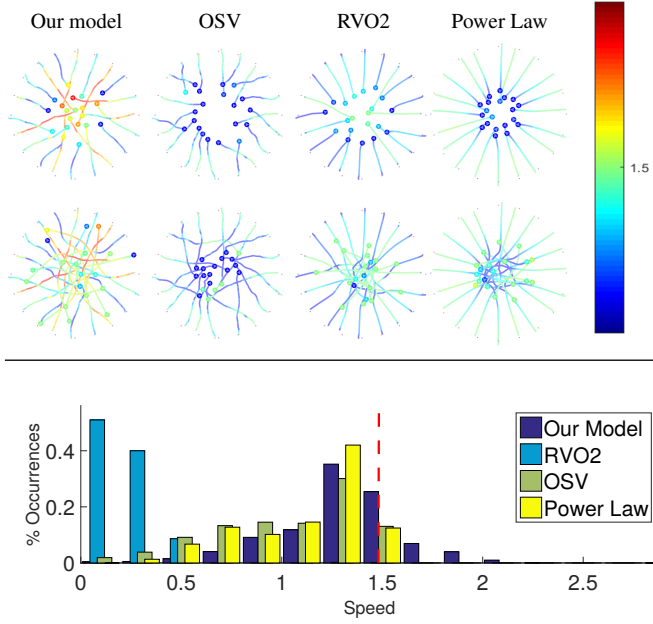 Our model OSV RVO2 Power Law
1.5
Our Model
RVO2
OSV
Power Law
% Occurrences
0.4
0.2
0
0 0.5 1 1.5 2 2.5
Speed